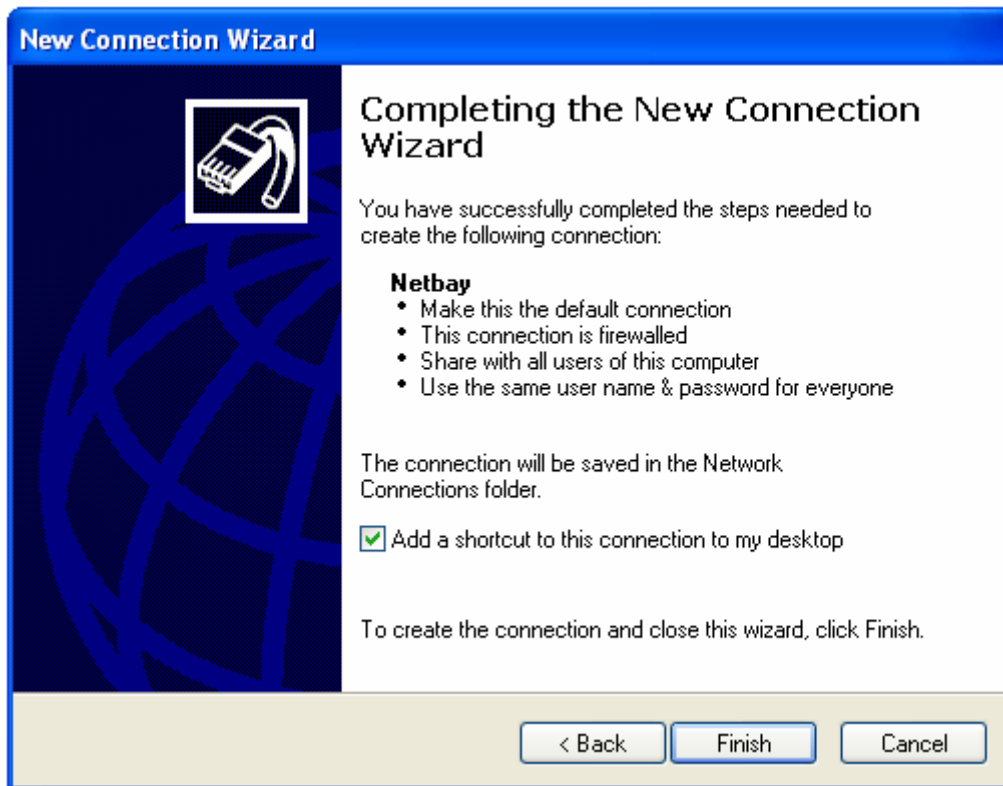 New Connection Wizard
Completing the New Connection
Wizard
You have successfully completed the steps needed to
create the following connection:
Netbay
• Make this the default connection
• This connection is firewalled
• Share with all users of this computer
• Use the same user name & password for everyone
The connection will be saved in the Network
Connections folder.
Add a shortcut to this connection to my desktop
To create the connection and close this wizard, click Finish.
< Back Finish Cancel